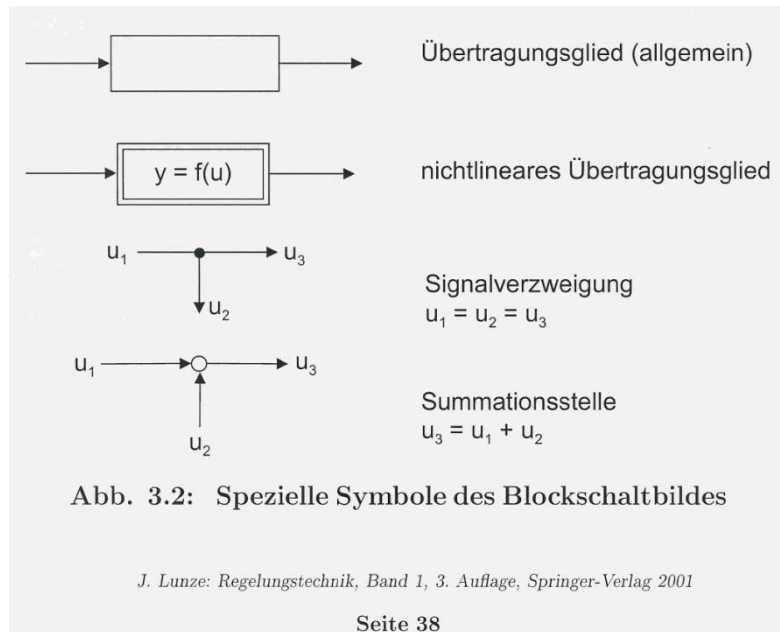 Übertragungsglied (allgemein)
y = f(u)
nichtlineares Übertragungsglied
u₁
u₃
u₂
Signalverzweigung
u₁ = u₂ = u₃
u₁
u₃
u₂
Summationsstelle
u₃ = u₁ + u₂
Abb. 3.2: Spezielle Symbole des Blockschaltbildes
J. Lunze: Regelungstechnik, Band 1, 3. Auflage, Springer-Verlag 2001
Seite 38